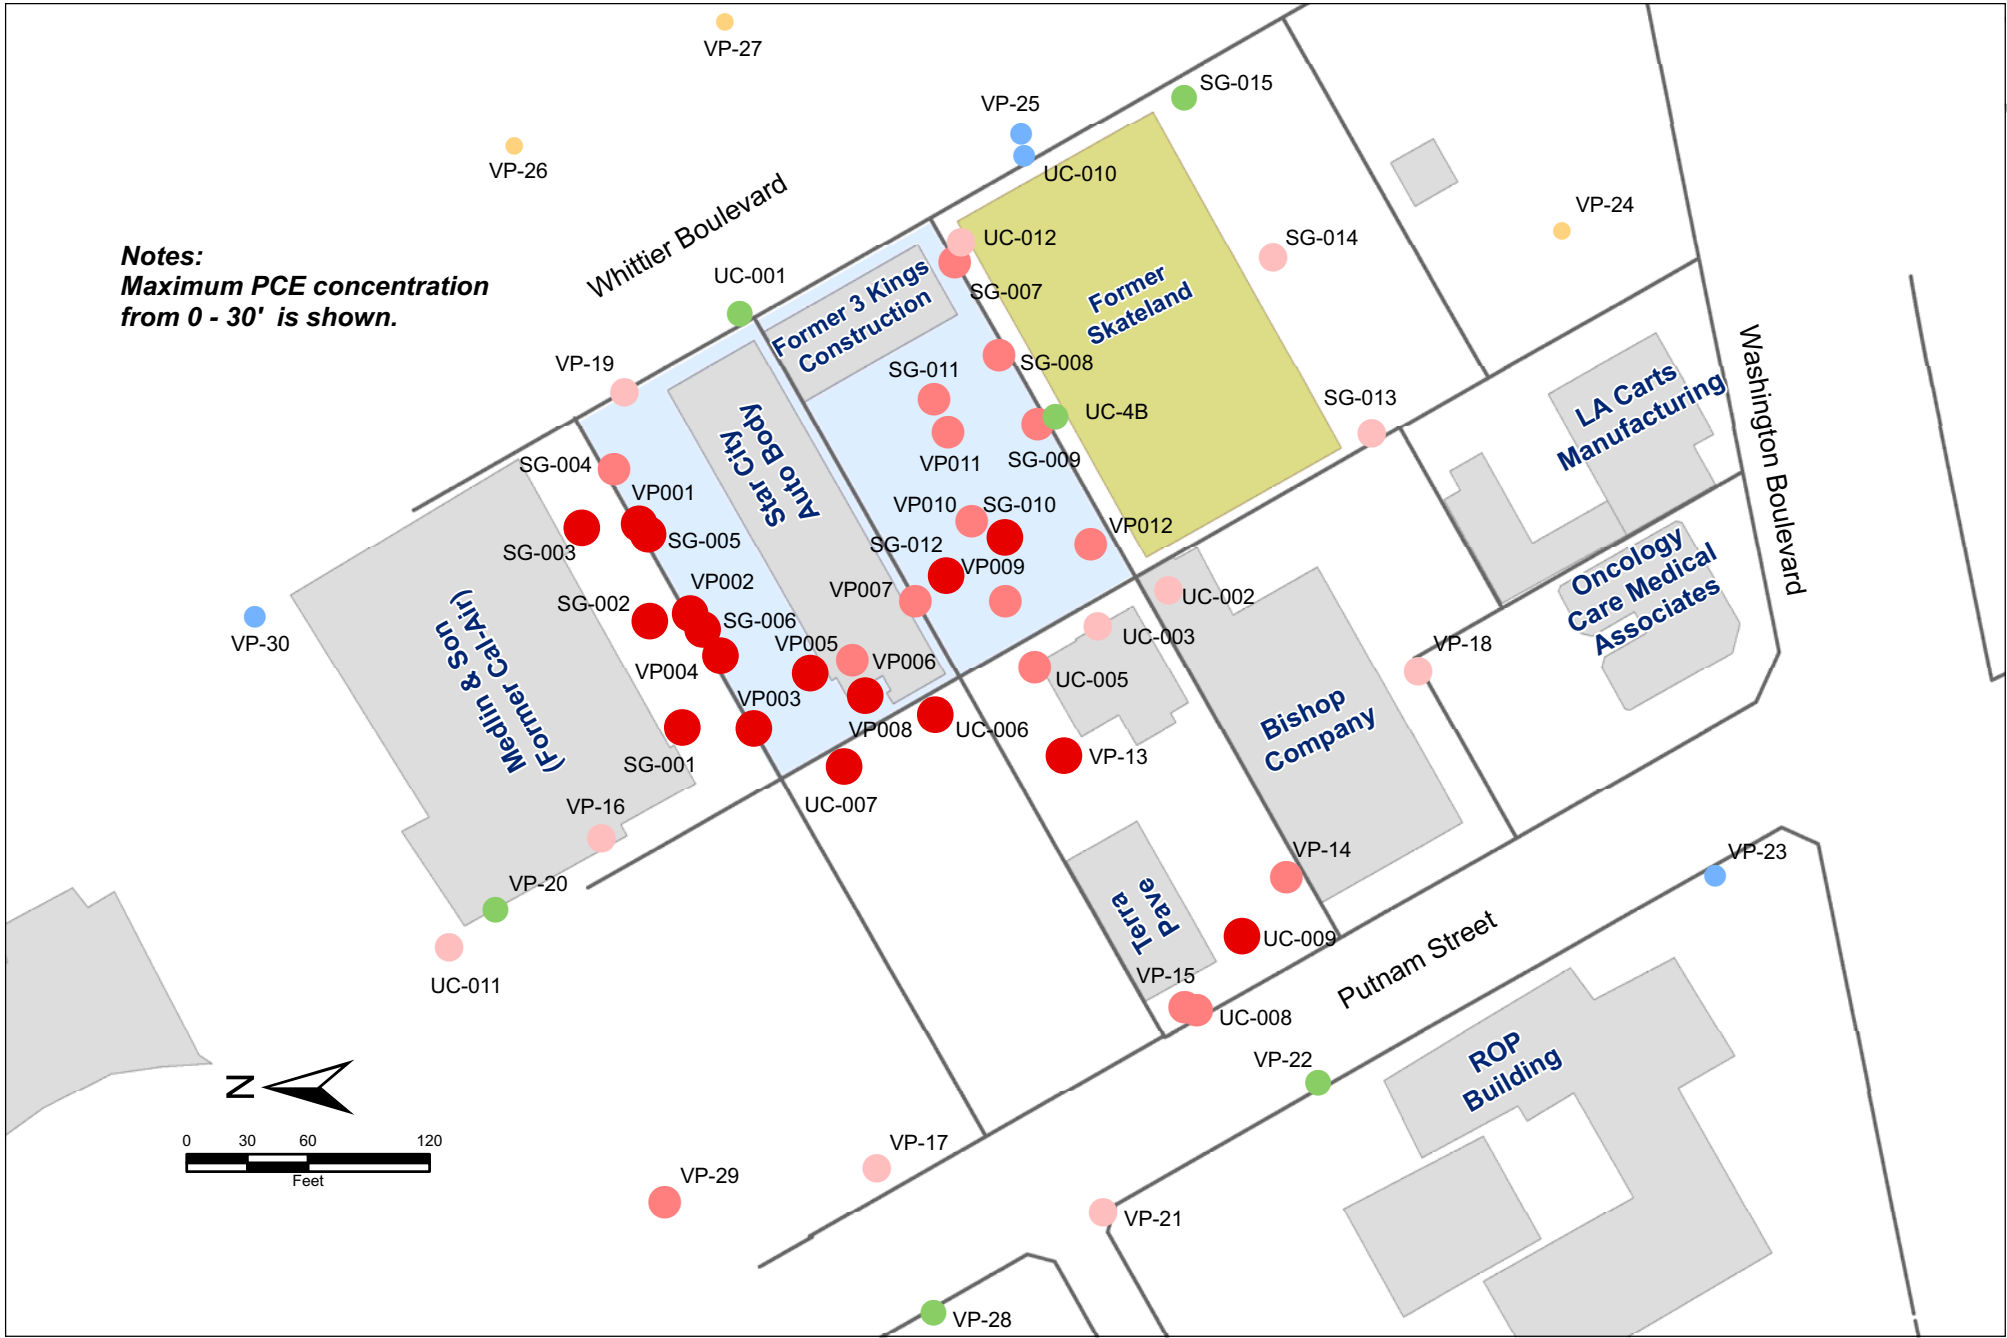 VP-27
SG-015
VP-25
VP-26
UC-010
Whittier Boulevard
VP-24
Notes:
Maximum PCE concentration
from 0 - 30' is shown.
UC-012
SG-014
UC-001
SG-007
Former 3 Kings
Construction
Former
Skateland
VP-19
SG-008
SG-011
UC-4B
SG-013
LA Carts
Manufacturing
Washington Boulevard
Star City
Auto Body
SG-004
VP011
SG-009
VP001
VP010
SG-010
VP012
SG-003
SG-005
SG-012
VP009
Oncology
Care Medical
Associates
VP002
VP007
SG-002
SG-006
UC-002
VP-30
Medlin & Son
(Former Cal-Air)
VP005
UC-003
VP-18
VP004
VP006
UC-005
VP003
VP008
UC-006
Bishop
Company
SG-001
VP-13
UC-007
VP-16
VP-14
VP-23
VP-20
Terra
Pave
UC-009
UC-011
VP-15
Putnam Street
UC-008
VP-22
ROP
Building
N
0 30 60 120
Feet
VP-17
VP-29
VP-21
VP-28